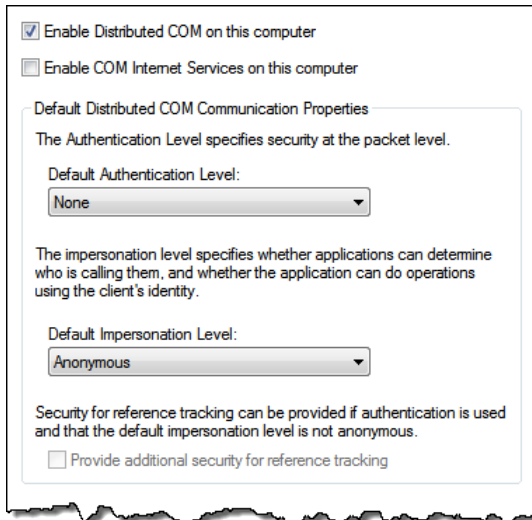 Enable Distributed COM on this computer
Enable COM Internet Services on this computer
Default Distributed COM Communication Properties
The Authentication Level specifies security at the packet level.
Default Authentication Level:
None
The impersonation level specifies whether applications can determine
who is calling them, and whether the application can do operations
using the client's identity.
Default Impersonation Level:
Anonymous
Security for reference tracking can be provided if authentication is used
and that the default impersonation level is not anonymous.
Provide additional security for reference tracking